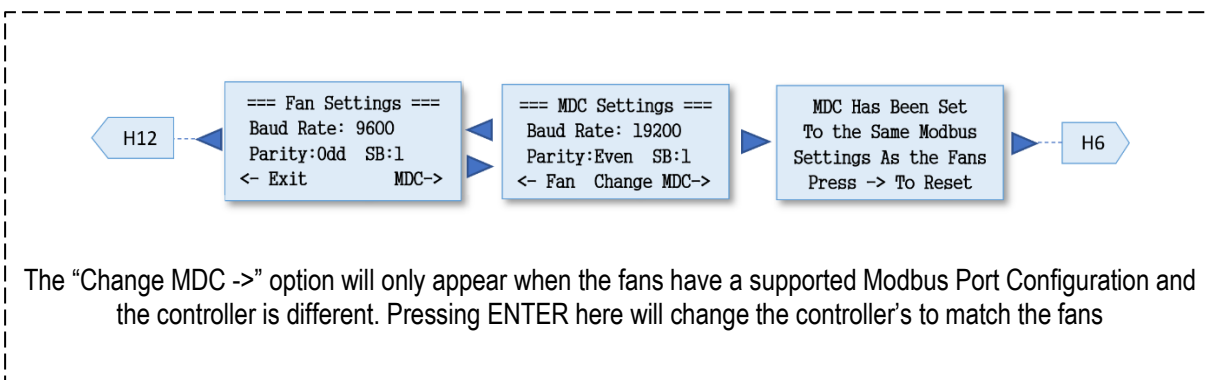 H12
=== Fan Settings ===
Baud Rate: 9600
Parity:Odd SB:1
<- Exit MDC->
=== MDC Settings ===
Baud Rate: 19200
Parity:Even SB:1
<- Fan Change MDC->
MDC Has Been Set
To the Same Modbus
Settings As the Fans
Press -> To Reset
H6
The “Change MDC ->” option will only appear when the fans have a supported Modbus Port Configuration and
the controller is different. Pressing ENTER here will change the controller’s to match the fans